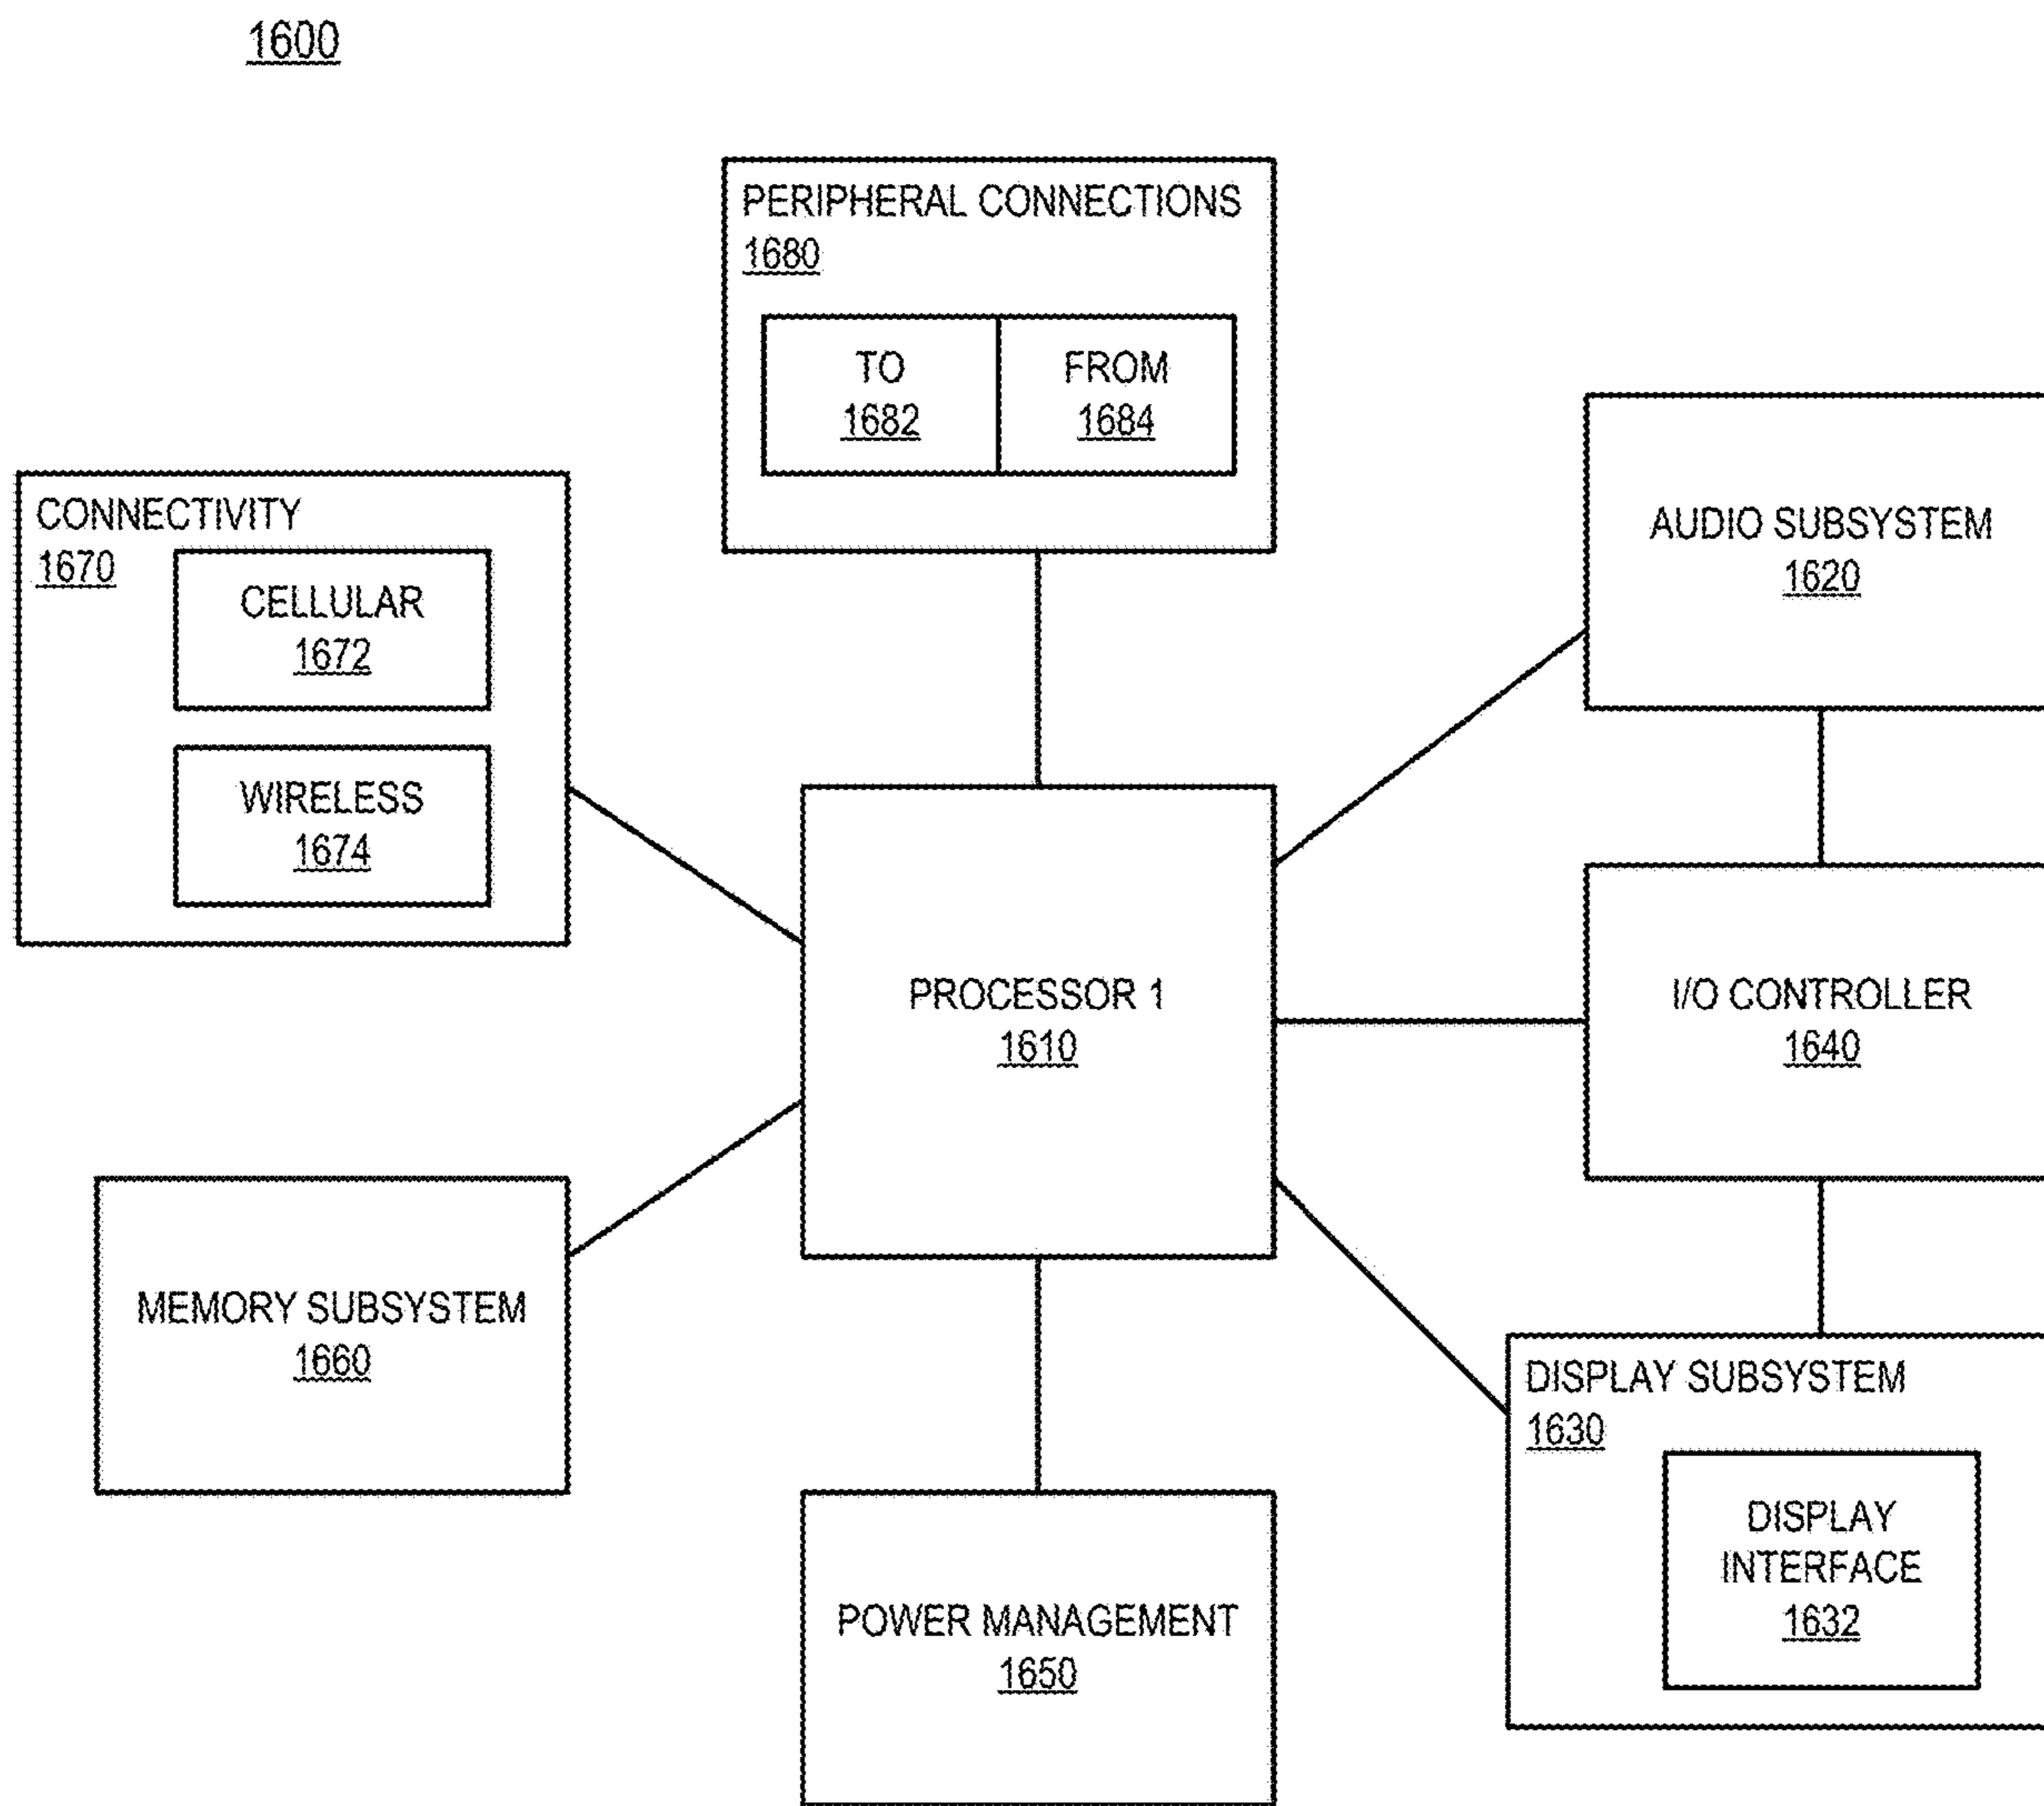 1600
PERIPHERAL CONNECTIONS
1680
TO
1682
FROM
1684
CONNECTIVITY
1670
CELLULAR
1672
WIRELESS
1674
AUDIO SUBSYSTEM
1620
PROCESSOR 1
1610
I/O CONTROLLER
1640
MEMORY SUBSYSTEM
1660
DISPLAY SUBSYSTEM
1630
DISPLAY
INTERFACE
1632
POWER MANAGEMENT
1650